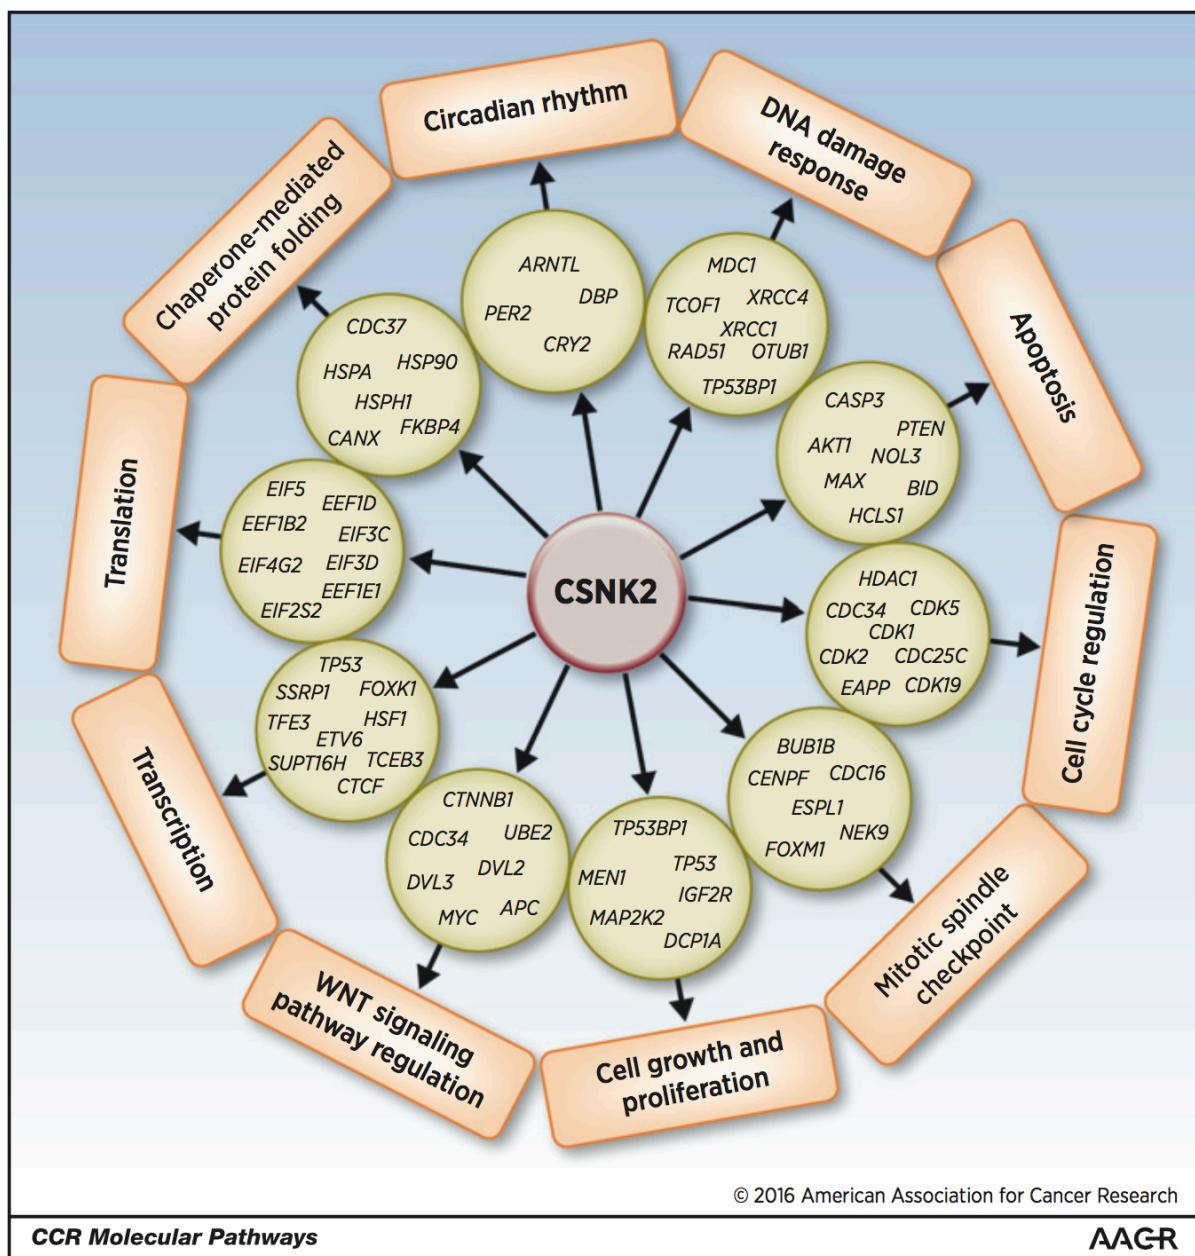 Circadian rhythm
DNA damage
response
Apoptosis
Cell cycle regulation
Mitotic spindle
checkpoint
Cell growth and
proliferation
WNT signaling
pathway regulation
Transcription
Translation
Chaperone-mediated
protein folding
ARNTL
DBP
PER2
CRY2
MDC1
XRCC4
TCOF1
XRCC1
RAD51 OTUB1
TP53BP1
CASP3
PTEN
AKT1
NOL3
MAX
BID
HCLS1
HDAC1
CDC34 CDK5
CDK1
CDK2 CDC25C
EAPP CDK19
BUB1B
CENPF CDC16
ESPL1
NEK9
FOXM1
TP53BP1
TP53
MEN1
IGF2R
MAP2K2
DCP1A
CTNNB1
CDC34 UBE2
DVL2
DVL3
APC
MYC
TP53
SSRP1 FOXK1
TFE3 HSF1
ETV6
SUPT16H TCEB3
CTCF
EIF5
EEF1D
EEF1B2
EIF3C
EIF4G2 EIF3D
EEF1E1
EIF2S2
CDC37
HSP90
HSPA
HSPH1
FKBP4
CANX
CSNK2
© 2016 American Association for Cancer Research
CCR Molecular Pathways
AACR